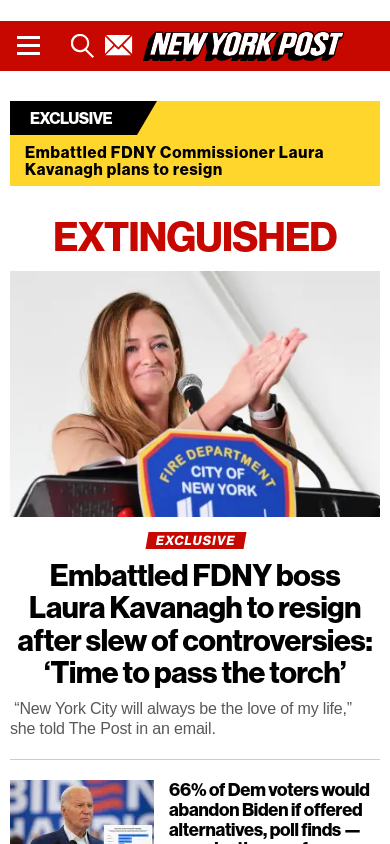 NEW YORK POST
EXCLUSIVE
Embattled FDNY Commissioner Laura
Kavanagh plans to resign
EXTINGUISHED
FIRE DEPARTMENT
CITY OF
NEW YORK
EXCLUSIVE
Embattled FDNY boss
Laura Kavanagh to resign
after slew of controversies:
‘Time to pass the torch’
“New York City will always be the love of my life,”
she told The Post in an email.
66% of Dem voters would
abandon Biden if offered
alternatives, poll finds —